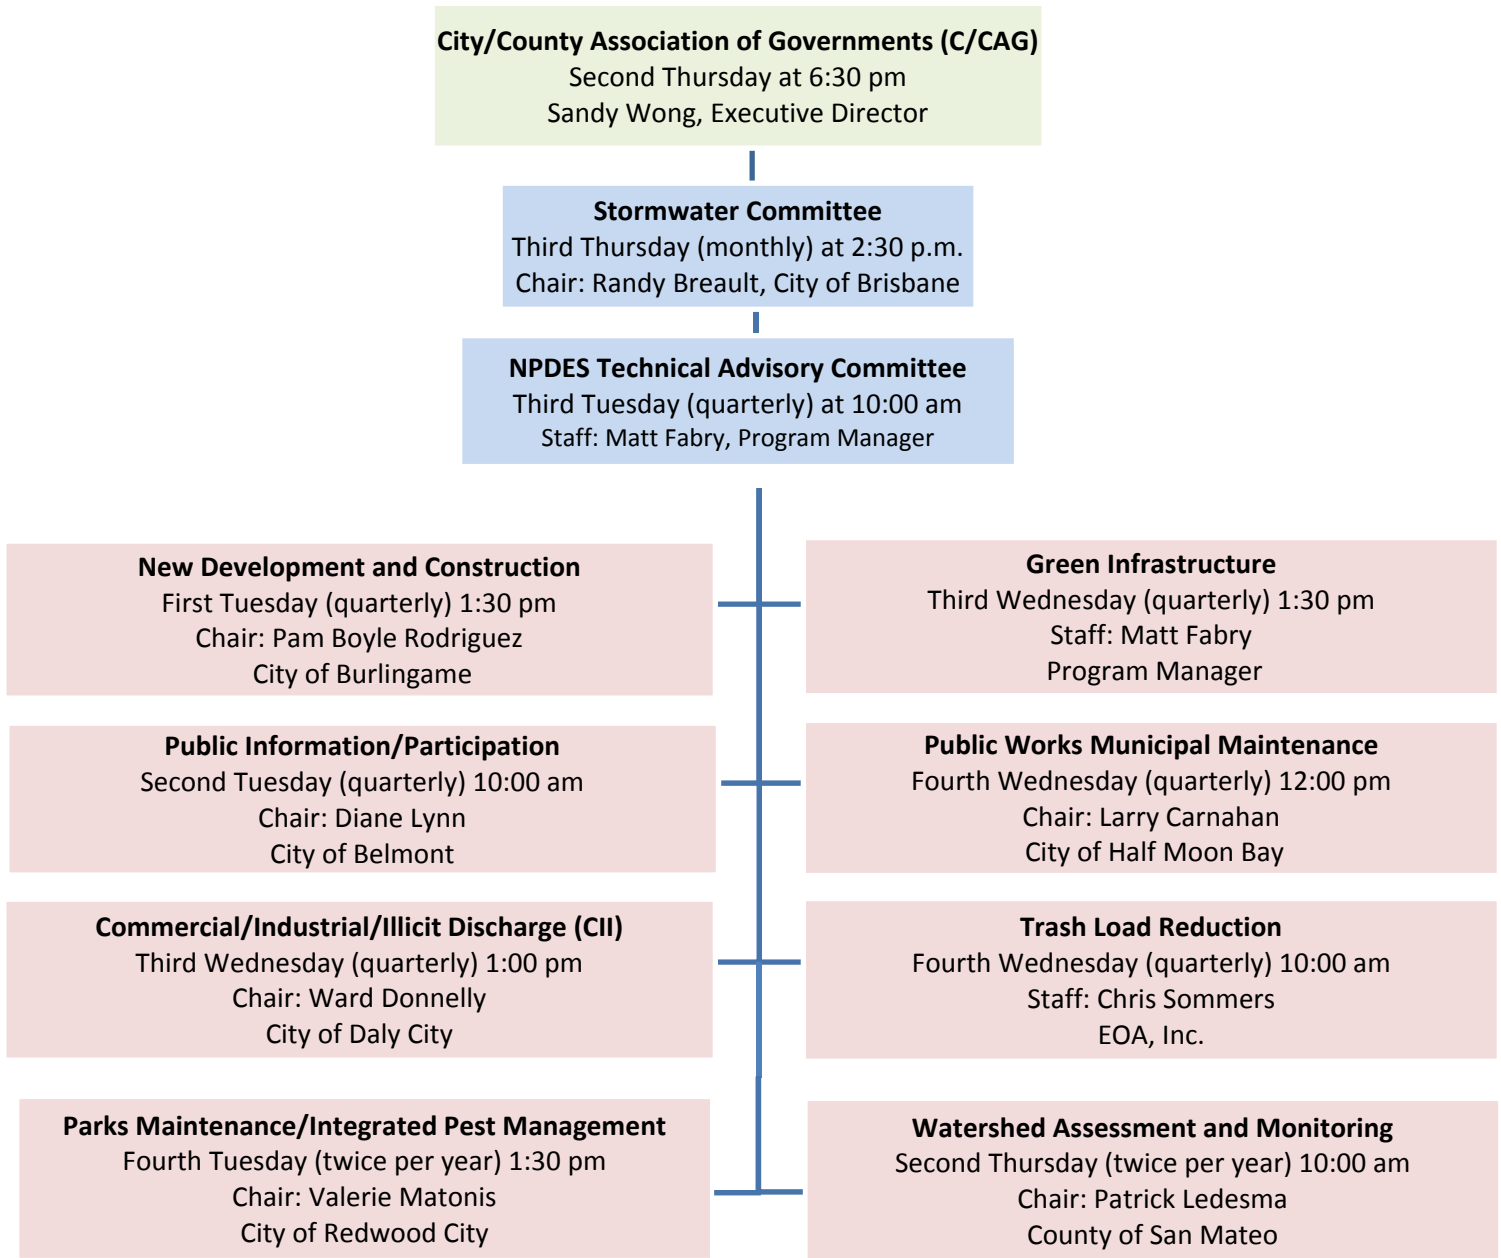 City/County Association of Governments (C/CAG)
Second Thursday at 6:30 pm
Sandy Wong, Executive Director
Stormwater Committee
Third Thursday (monthly) at 2:30 p.m.
Chair: Randy Breault, City of Brisbane
NPDES Technical Advisory Committee
Third Tuesday (quarterly) at 10:00 am
Staff: Matt Fabry, Program Manager
New Development and Construction
First Tuesday (quarterly) 1:30 pm
Chair: Pam Boyle Rodriguez
City of Burlingame
Green Infrastructure
Third Wednesday (quarterly) 1:30 pm
Staff: Matt Fabry
Program Manager
Public Information/Participation
Second Tuesday (quarterly) 10:00 am
Chair: Diane Lynn
City of Belmont
Public Works Municipal Maintenance
Fourth Wednesday (quarterly) 12:00 pm
Chair: Larry Carnahan
City of Half Moon Bay
Commercial/Industrial/Illicit Discharge (CII)
Third Wednesday (quarterly) 1:00 pm
Chair: Ward Donnelly
City of Daly City
Trash Load Reduction
Fourth Wednesday (quarterly) 10:00 am
Staff: Chris Sommers
EOA, Inc.
Parks Maintenance/Integrated Pest Management
Fourth Tuesday (twice per year) 1:30 pm
Chair: Valerie Matonis
City of Redwood City
Watershed Assessment and Monitoring
Second Thursday (twice per year) 10:00 am
Chair: Patrick Ledesma
County of San Mateo